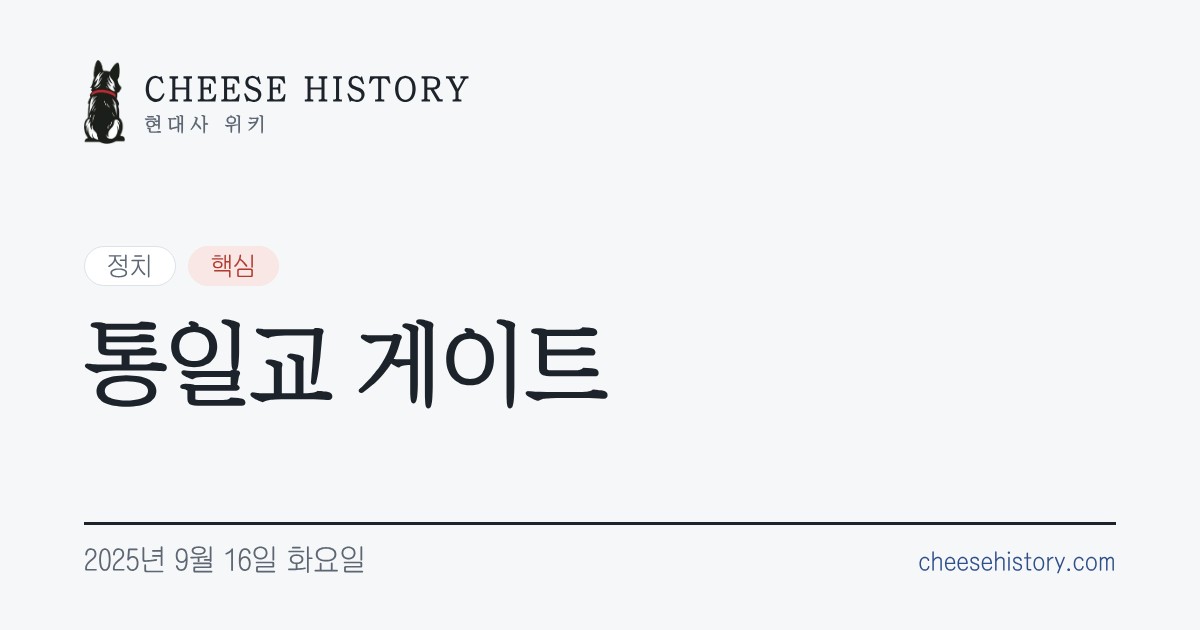 CHEESE HISTORY
현대사 위키
정치 핵심
통일교 게이트
2025년 9월 16일 화요일
cheesehistory.com